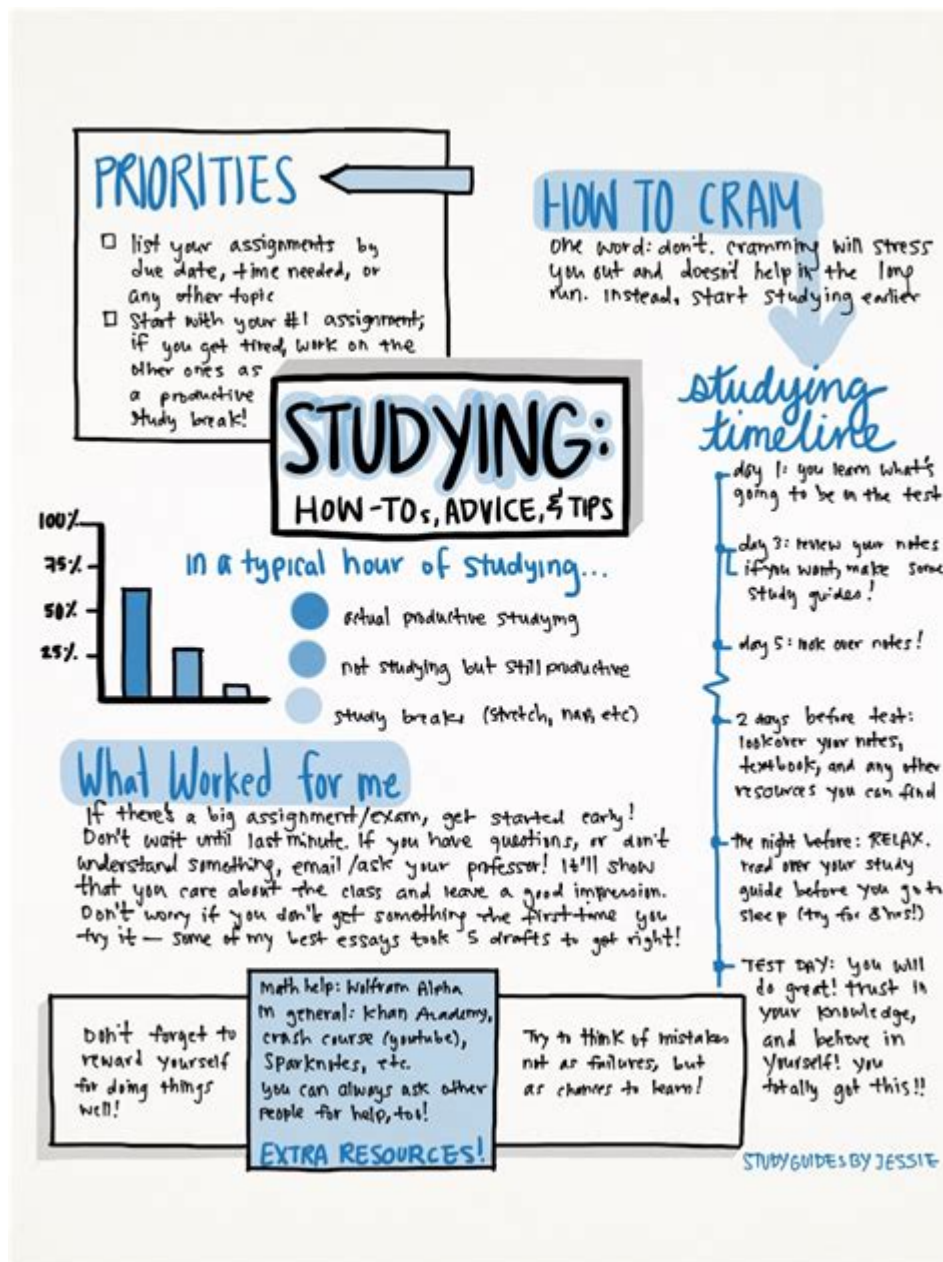 PRIORITIES
list your assignments by
due date, time needed, or
any other topic
Start with your #1 assignment;
if you get tired, work on the
other ones as
a productive
study break!
HOW TO CRAM
one word: don't. cramming will stress
you out and doesn't help in the long
run. instead, start studying earlier
STUDYING:
HOW-TOs, ADVICE, & TIPS
studying
timeline
day 1: you learn what's
going to be on the test
day 3: review your notes
if you want, make some
study guides!
day 5: look over notes!
2 days before test:
look over your notes,
textbook, and any other
resources you can find
the night before: RELAX.
read over your study
guide before you go to
sleep (try for 8 hrs!)
TEST DAY: you will
do great! trust in
your knowledge,
and believe in
yourself! you
totally got this!!
100%
75%
50%
25%
in a typical hour of studying...
actual productive studying
not studying but still productive
study breaks (stretch, nap, etc)
What Worked for me
If there's a big assignment/exam, get started early!
Don't wait until last minute. If you have questions, or don't
understand something, email/ask your professor! It'll show
that you care about the class and leave a good impression.
Don't worry if you don't get something the first time you
try it — some of my best essays took 5 drafts to get right!
Don't forget to
reward yourself
for doing things
well!
Math help: Wolfram Alpha
In general: Khan Academy,
crash course (youtube),
Sparknotes, etc.
you can always ask other
people for help, too!
EXTRA RESOURCES!
Try to think of mistakes
not as failures, but
as chances to learn!
STUDYGUIDESBYJESSIE